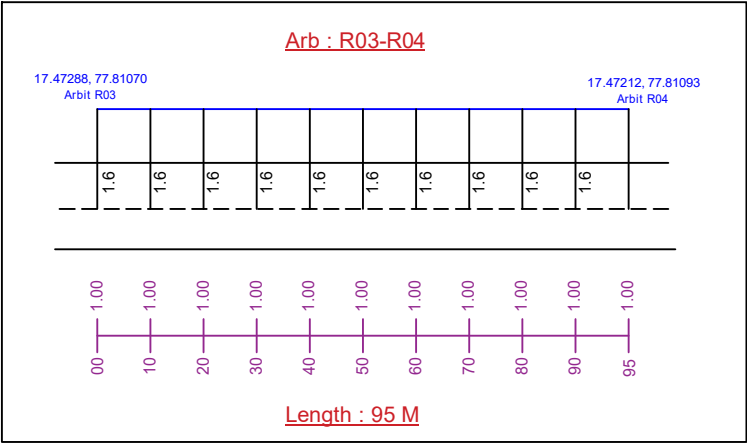 Arb : R03-R04
17.47288, 77.81070
Arbit R03
17.47212, 77.81093
Arbit R04
1.6 1.6 1.6 1.6 1.6 1.6 1.6 1.6 1.6 1.6
1.00 1.00 1.00 1.00 1.00 1.00 1.00 1.00 1.00 1.00 1.00
00 10 20 30 40 50 60 70 80 90 95
Length : 95 M